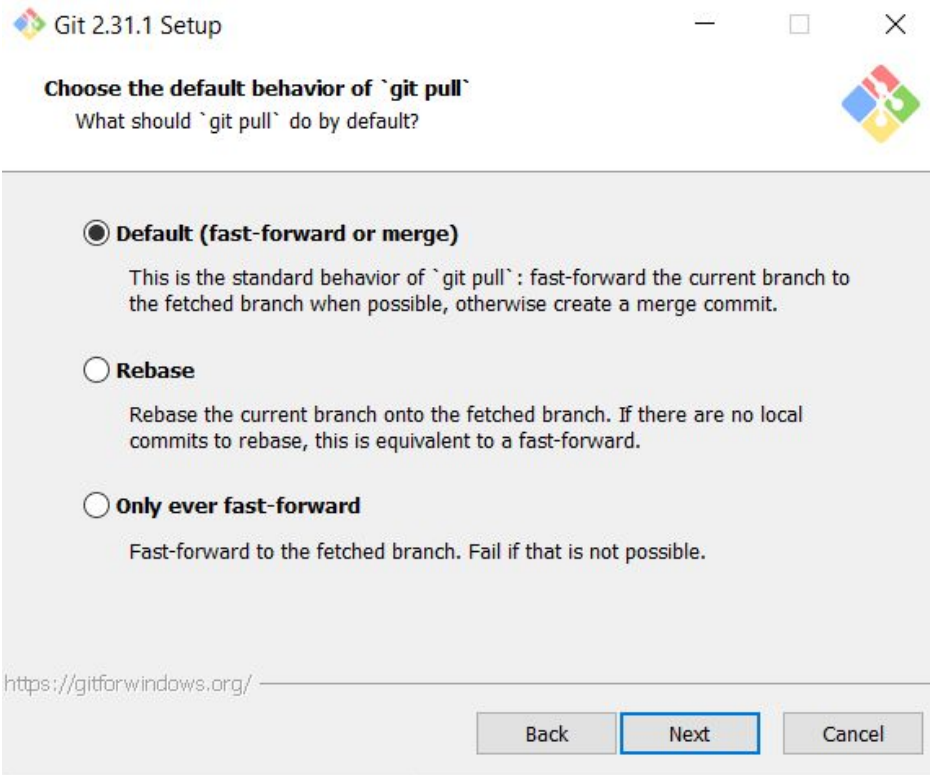 Git 2.31.1 Setup
Choose the default behavior of `git pull`
What should `git pull` do by default?
Default (fast-forward or merge)
This is the standard behavior of `git pull`: fast-forward the current branch to
the fetched branch when possible, otherwise create a merge commit.
Rebase
Rebase the current branch onto the fetched branch. If there are no local
commits to rebase, this is equivalent to a fast-forward.
Only ever fast-forward
Fast-forward to the fetched branch. Fail if that is not possible.
https://gitforwindows.org/
Back Next Cancel